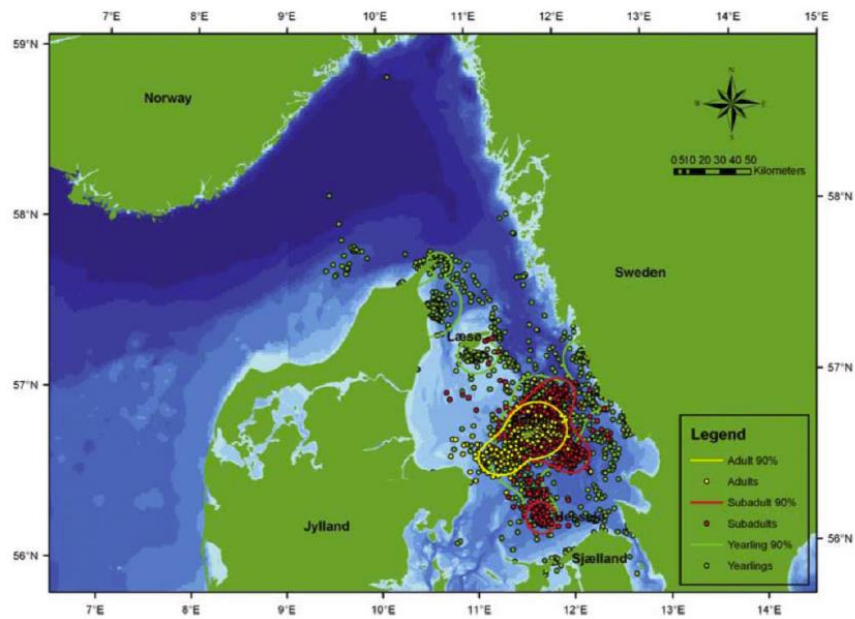 7°E 8°E 9°E 10°E 11°E 12°E 13°E 14°E 15°E
59°N
Norway
N
W E
S
0 5 10 20 30 40 50
Kilometers
58°N 58°N
Sweden
Læsø
57°N 57°N
Legend
Adult 90%
Adults
Subadult 90%
Subadults
Yearling 90%
Yearlings
Jylland
56°N 56°N
Sjælland
7°E 8°E 9°E 10°E 11°E 12°E 13°E 14°E